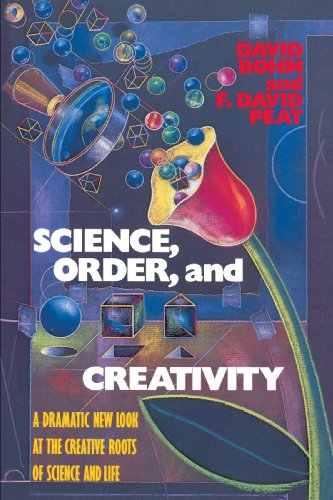 DAVID
BOHM
and
F. DAVID
PEAT
SCIENCE,
ORDER, and
CREATIVITY
A DRAMATIC NEW LOOK
AT THE CREATIVE ROOTS
OF SCIENCE AND LIFE